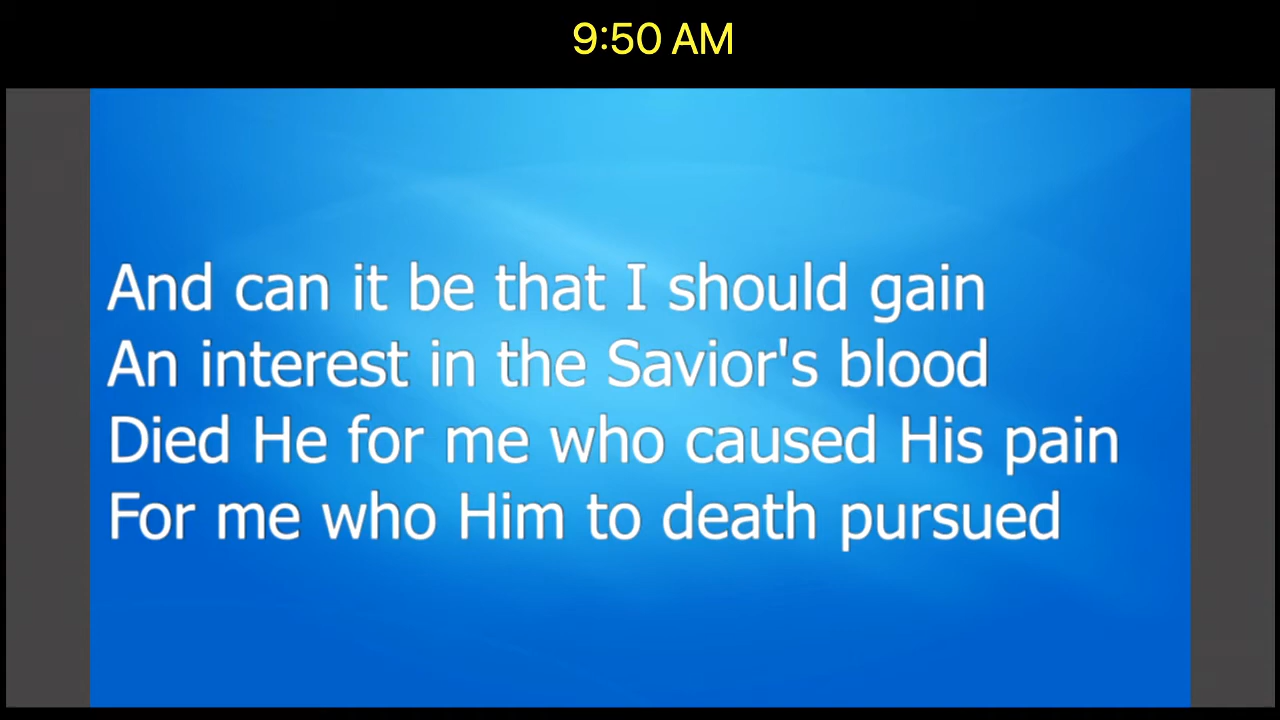 9:50 AM
And can it be that I should gain
An interest in the Savior's blood
Died He for me who caused His pain
For me who Him to death pursued